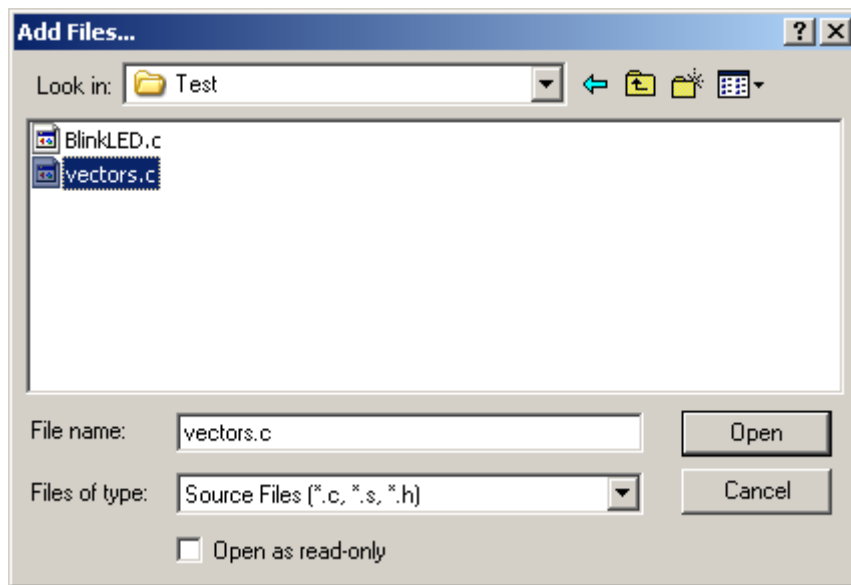 Add Files...
Look in: Test
BlinkLED.c
vectors.c
File name: vectors.c Open
Files of type: Source Files (*.c, *.s, *.h) Cancel
Open as read-only